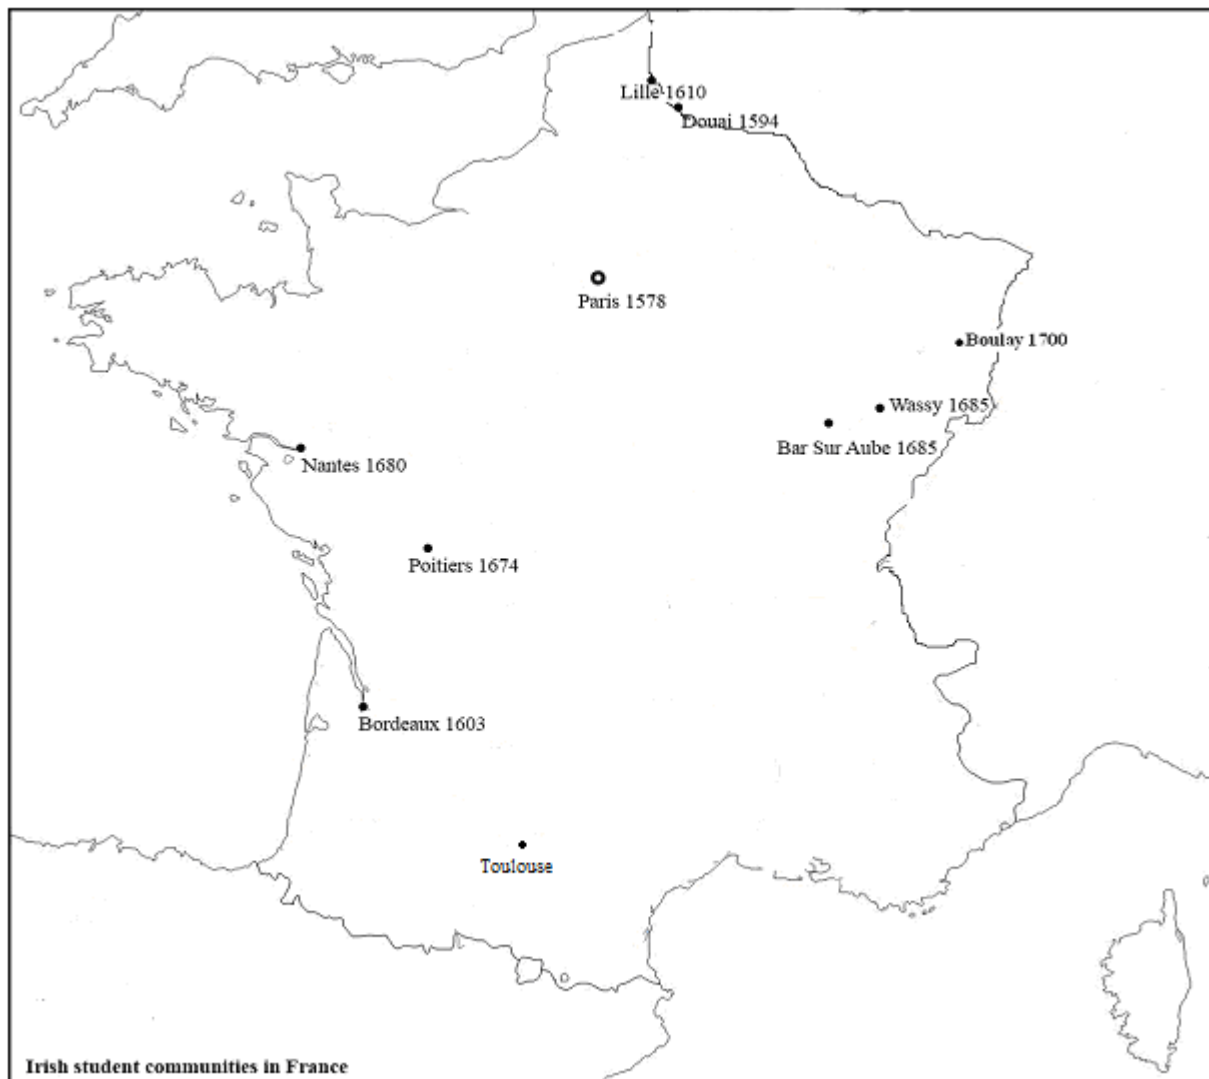 Lille 1610
Douai 1594
Paris 1578
Boulay 1700
Wassy 1685
Bar Sur Aube 1685
Nantes 1680
Poitiers 1674
Bordeaux 1603
Toulouse
Irish student communities in France